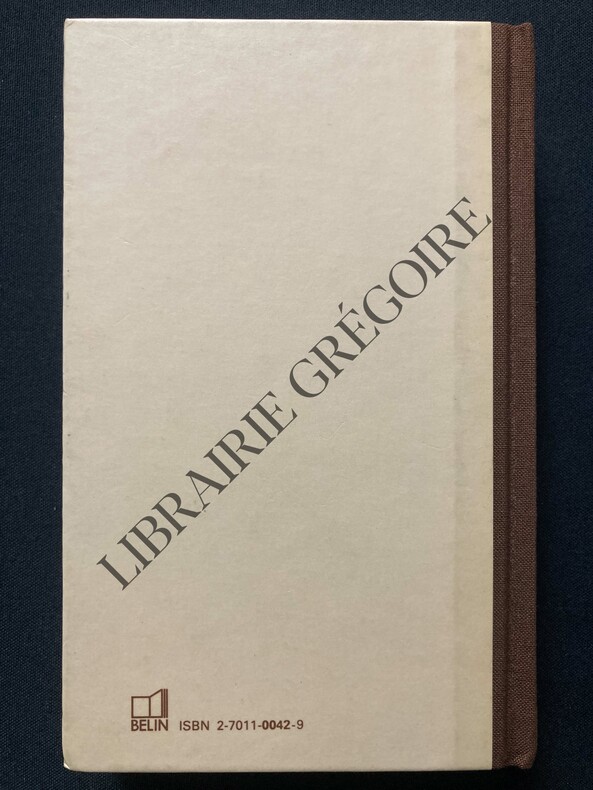 LIBRAIRIE GRÉGOIRE
BELIN ISBN 2-7011-0042-9